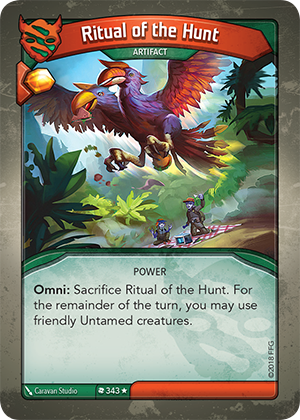 Ritual of the Hunt
ARTIFACT
POWER
Omni: Sacrifice Ritual of the Hunt. For
the remainder of the turn, you may use
friendly Untamed creatures.
©2018 FFG
Caravan Studio
343